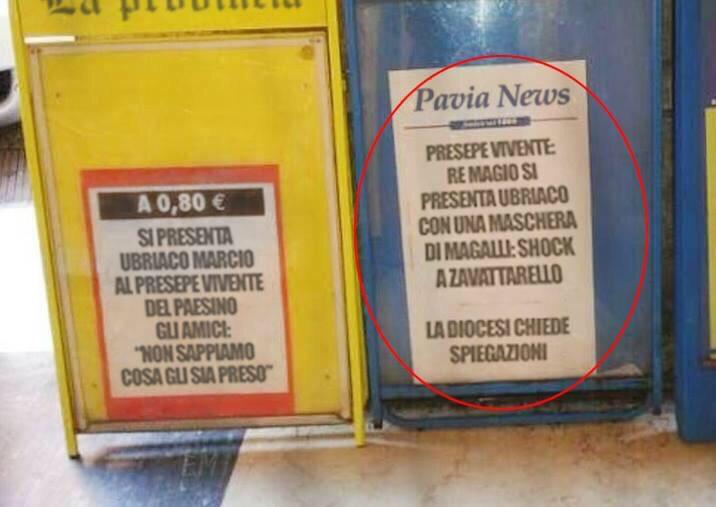 La provincia
A 0,80 €
SI PRESENTA
UBRIACO MARCIO
AL PRESEPE VIVENTE
DEL PAESINO
GLI AMICI:
"NON SAPPIAMO
COSA GLI SIA PRESO"
Pavia News
PRESEPE VIVENTE:
RE MAGIO SI
PRESENTA UBRIACO
CON UNA MASCHERA
DI MAGALLI: SHOCK
A ZAVATTARELLO
LA DIOCESI CHIEDE
SPIEGAZIONI